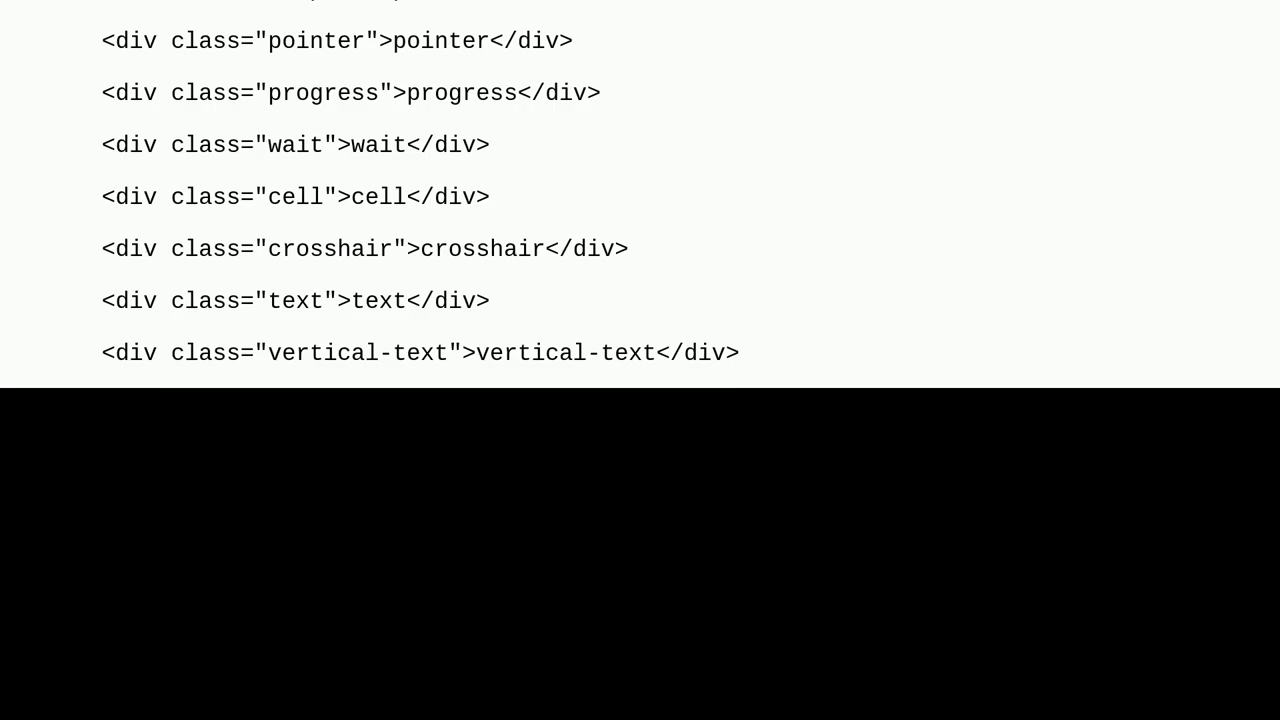 <div class="pointer">pointer</div>
<div class="progress">progress</div>
<div class="wait">wait</div>
<div class="cell">cell</div>
<div class="crosshair">crosshair</div>
<div class="text">text</div>
<div class="vertical-text">vertical-text</div>